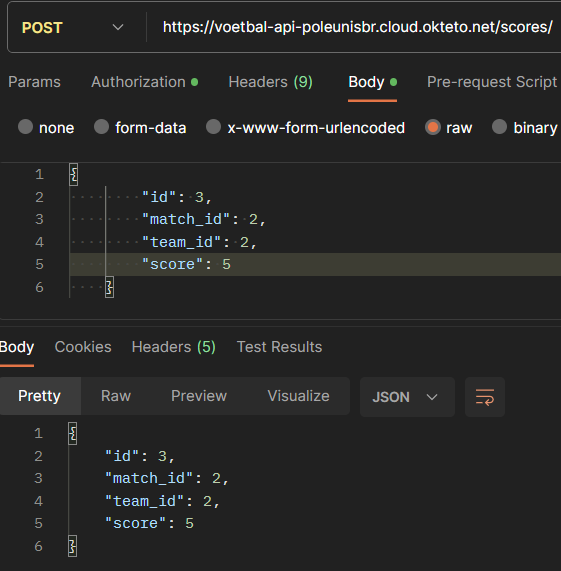 POST https://voetbal-api-poleunisbr.cloud.okteto.net/scores/
Params Authorization Headers (9) Body Pre-request Script
none form-data x-www-form-urlencoded raw binary
1 {
2 "id": 3,
3 "match_id": 2,
4 "team_id": 2,
5 "score": 5
6 }
Body Cookies Headers (5) Test Results
Pretty Raw Preview Visualize JSON
1 {
2 "id": 3,
3 "match_id": 2,
4 "team_id": 2,
5 "score": 5
6 }